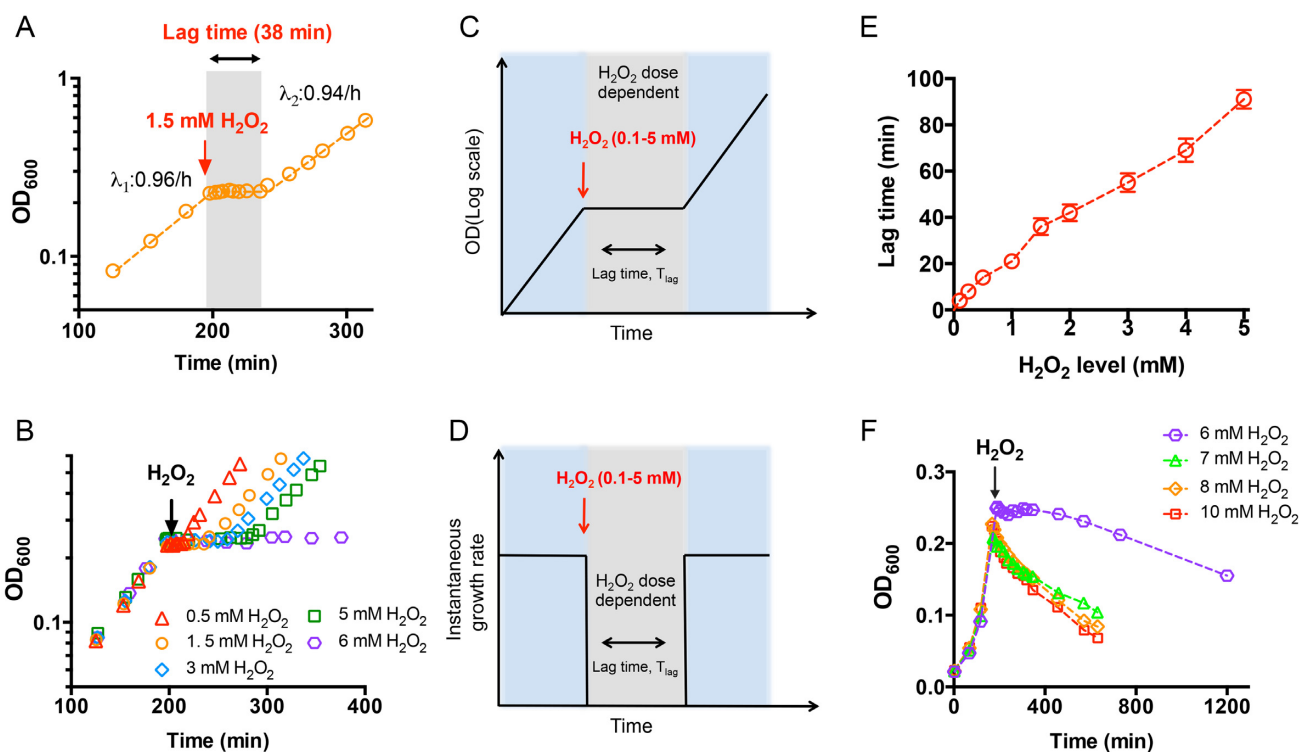 A
Lag time (38 min)
1
λ2:0.94/h
1.5 mM H2O2
λ1:0.96/h
OD600
0.1
100
200
300
Time (min)
B
H2O2
OD600
0.1
0.5 mM H2O2
1.5 mM H2O2
3 mM H2O2
5 mM H2O2
6 mM H2O2
100
200
300
400
Time (min)
C
H2O2 dose
dependent
H2O2 (0.1-5 mM)
OD(Log scale)
Lag time, Tlag
Time
D
H2O2 (0.1-5 mM)
Instantaneous
growth rate
H2O2 dose
dependent
Lag time, Tlag
Time
E
100
80
60
40
20
0
Lag time (min)
0
1
2
3
4
5
H2O2 level (mM)
F
H2O2
6 mM H2O2
7 mM H2O2
8 mM H2O2
10 mM H2O2
0.3
0.2
0.1
0.0
OD600
0
400
800
1200
Time (min)